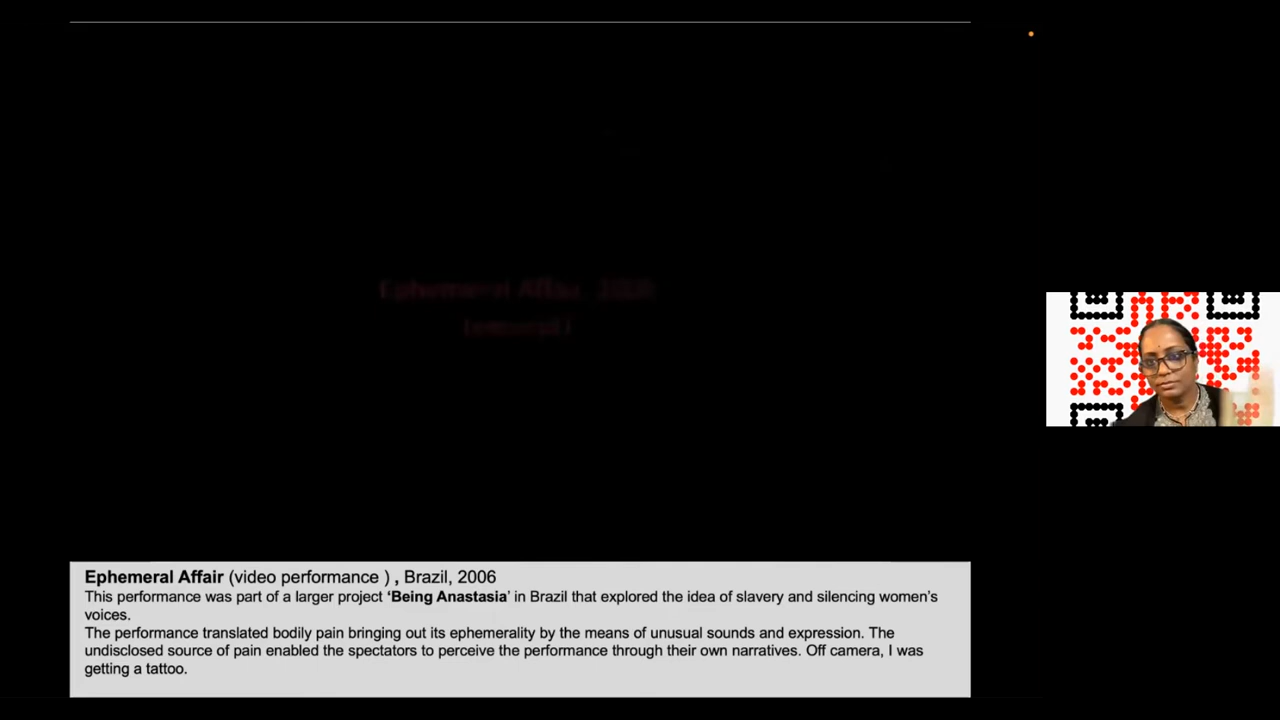 Ephemeral Affair, 2006
Ephemeral Affair (video performance ) , Brazil, 2006
This performance was part of a larger project ‘Being Anastasia’ in Brazil that explored the idea of slavery and silencing women’s
voices.
The performance translated bodily pain bringing out its ephemerality by the means of unusual sounds and expression. The
undisclosed source of pain enabled the spectators to perceive the performance through their own narratives. Off camera, I was
getting a tattoo.